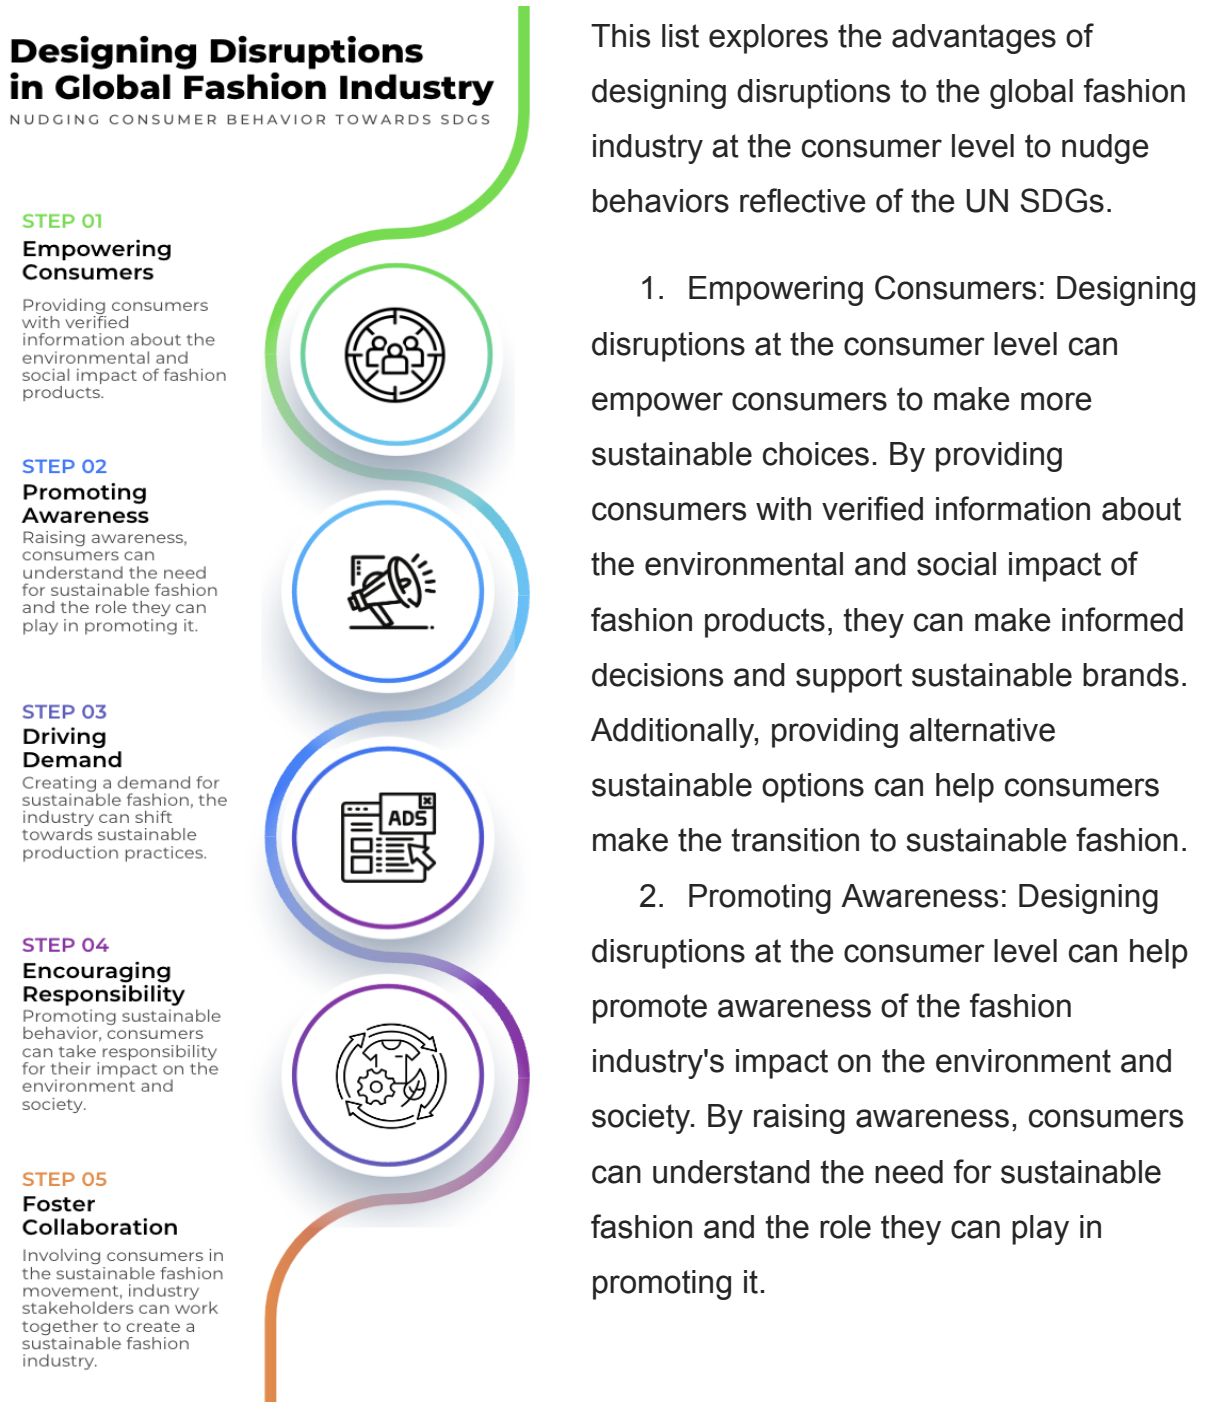 Designing Disruptions
in Global Fashion Industry
NUDGING CONSUMER BEHAVIOR TOWARDS SDGS
STEP 01
Empowering
Consumers
Providing consumers
with verified
information about the
environmental and
social impact of fashion
products.
STEP 02
Promoting
Awareness
Raising awareness,
consumers can
understand the need
for sustainable fashion
and the role they can
play in promoting it.
STEP 03
Driving
Demand
Creating a demand for
sustainable fashion, the
industry can shift
towards sustainable
production practices.
ADS
STEP 04
Encouraging
Responsibility
Promoting sustainable
behavior, consumers
can take responsibility
for their impact on the
environment and
society.
STEP 05
Foster
Collaboration
Involving consumers in
the sustainable fashion
movement, industry
stakeholders can work
together to create a
sustainable fashion
industry.
This list explores the advantages of
designing disruptions to the global fashion
industry at the consumer level to nudge
behaviors reflective of the UN SDGs.
1. Empowering Consumers: Designing
disruptions at the consumer level can
empower consumers to make more
sustainable choices. By providing
consumers with verified information about
the environmental and social impact of
fashion products, they can make informed
decisions and support sustainable brands.
Additionally, providing alternative
sustainable options can help consumers
make the transition to sustainable fashion.
2. Promoting Awareness: Designing
disruptions at the consumer level can help
promote awareness of the fashion
industry's impact on the environment and
society. By raising awareness, consumers
can understand the need for sustainable
fashion and the role they can play in
promoting it.